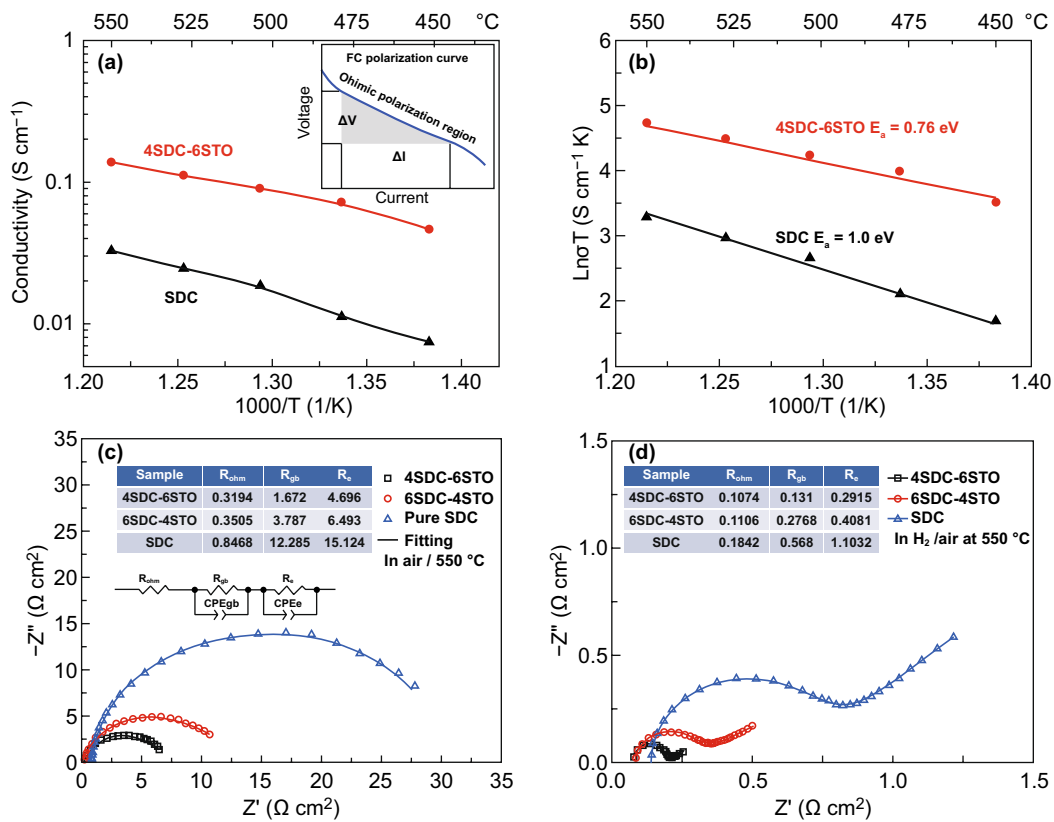 550 525 500 475 450 °C
(a)
1
0.1
0.01
Conductivity (S cm⁻¹)
FC polarization curve
Ohimic polarization region
Voltage
ΔV
ΔI
Current
4SDC-6STO
SDC
1.20 1.25 1.30 1.35 1.40
1000/T (1/K)
550 525 500 475 450 °C
(b)
6
5
4
3
2
1
LnσT (S cm⁻¹ K)
4SDC-6STO Eₐ = 0.76 eV
SDC Eₐ = 1.0 eV
1.20 1.25 1.30 1.35 1.40
1000/T (1/K)
(c)
35
30
25
20
15
10
5
0
−Z'' (Ω cm²)
Sample R_ohm R_gb R_e
4SDC-6STO 0.3194 1.672 4.696
6SDC-4STO 0.3505 3.787 6.493
SDC 0.8468 12.285 15.124
4SDC-6STO
6SDC-4STO
Pure SDC
Fitting
In air / 550 °C
R_ohm R_gb R_e
CPEgb CPEe
0 5 10 15 20 25 30 35
Z' (Ω cm²)
(d)
1.5
1.0
0.5
0.0
−Z'' (Ω cm²)
Sample R_ohm R_gb R_e
4SDC-6STO 0.1074 0.131 0.2915
6SDC-4STO 0.1106 0.2768 0.4081
SDC 0.1842 0.568 1.1032
4SDC-6STO
6SDC-4STO
SDC
In H₂ /air at 550 °C
0.0 0.5 1.0 1.5
Z' (Ω cm²)